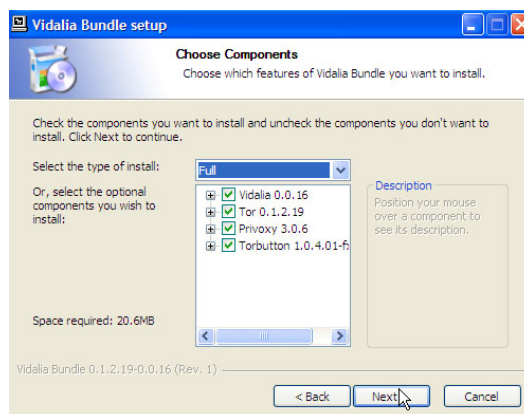 Vidalia Bundle setup
Choose Components
Choose which features of Vidalia Bundle you want to install.
Check the components you want to install and uncheck the components you don't want to
install. Click Next to continue.
Select the type of install:
Full
Or, select the optional
components you wish to
install:
Vidalia 0.0.16
Tor 0.1.2.19
Privoxy 3.0.6
Torbutton 1.0.4.01-f
Description
Position your mouse
over a component to
see its description.
Space required: 20.6MB
Vidalia Bundle 0.1.2.19-0.0.16 (Rev. 1)
< Back
Next
Cancel